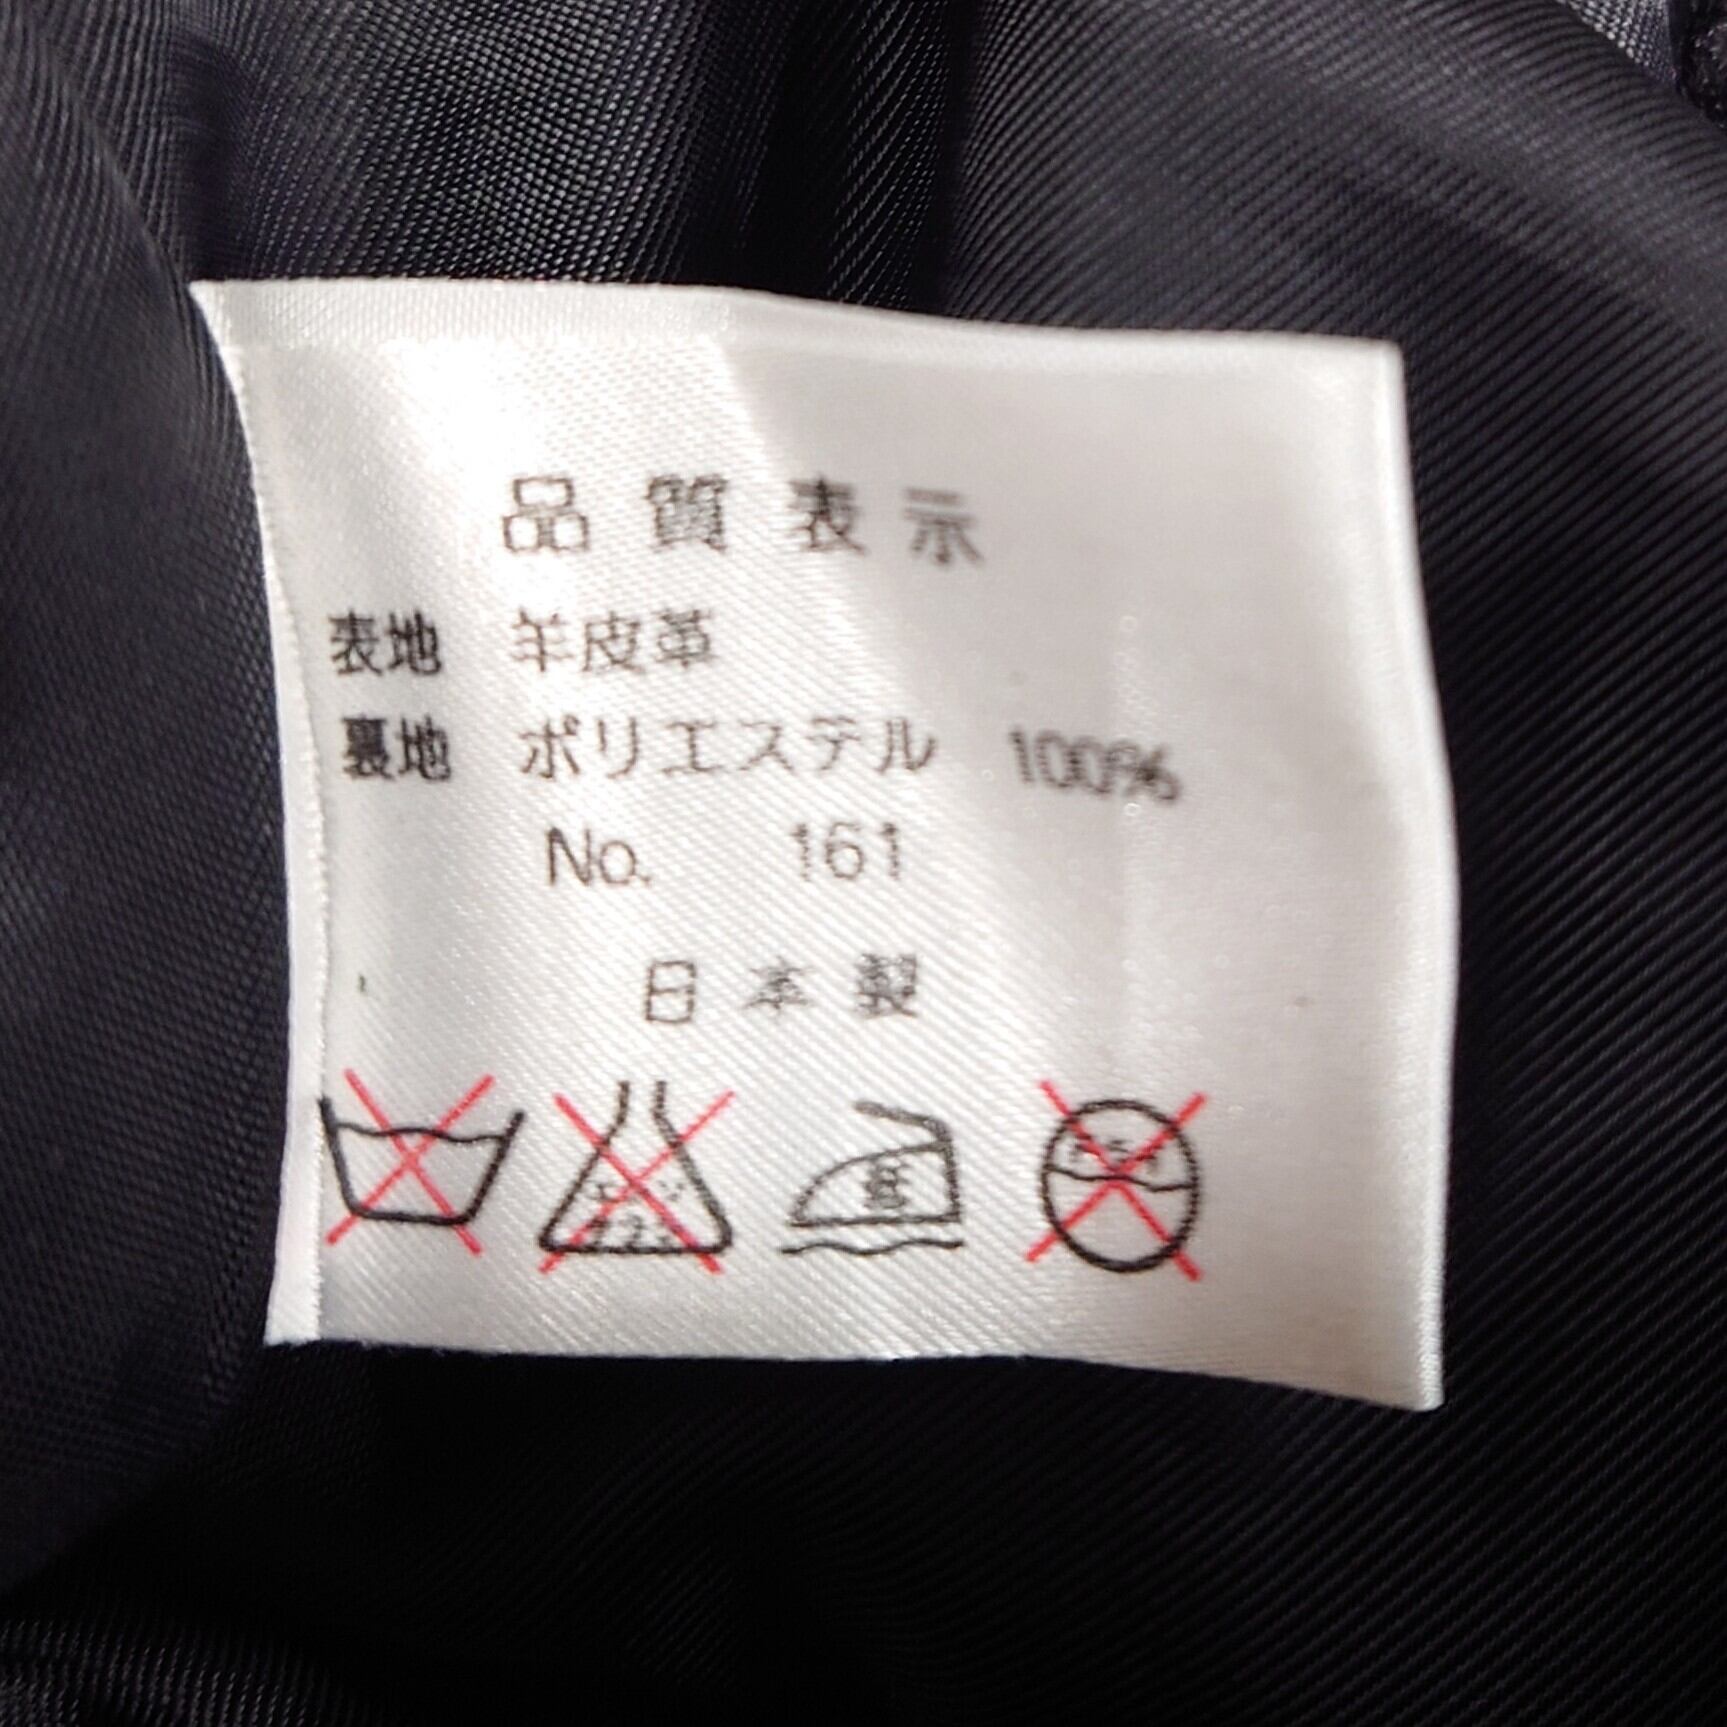 品質表示
表地 羊皮革
裏地 ポリエステル 100%
No. 161
日本製